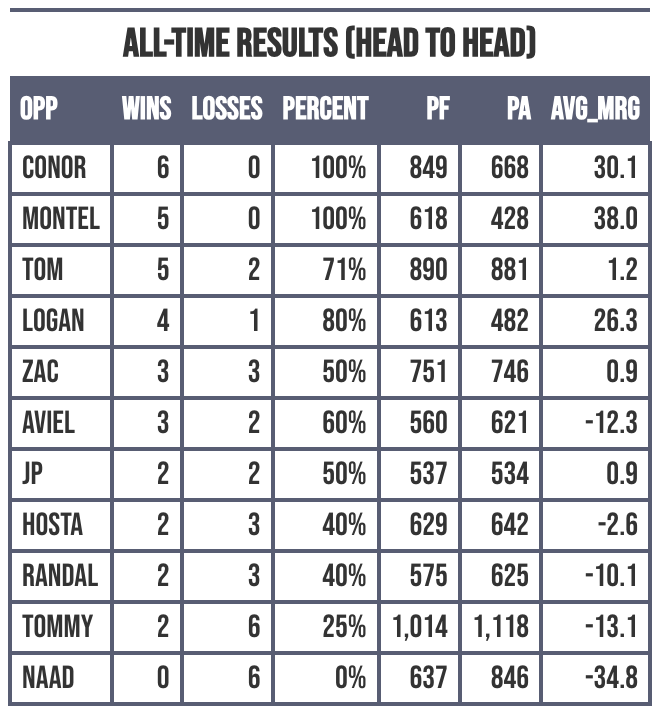 ALL-TIME RESULTS (HEAD TO HEAD)
OPP WINS LOSSES PERCENT PF PA AVG_MRG
CONOR 6 0 100% 849 668 30.1
MONTEL 5 0 100% 618 428 38.0
TOM 5 2 71% 890 881 1.2
LOGAN 4 1 80% 613 482 26.3
ZAC 3 3 50% 751 746 0.9
AVIEL 3 2 60% 560 621 -12.3
JP 2 2 50% 537 534 0.9
HOSTA 2 3 40% 629 642 -2.6
RANDAL 2 3 40% 575 625 -10.1
TOMMY 2 6 25% 1,014 1,118 -13.1
NAAD 0 6 0% 637 846 -34.8